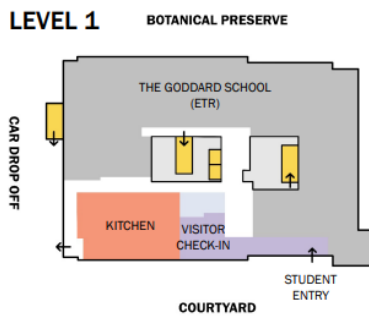 LEVEL 1
BOTANICAL PRESERVE
THE GODDARD SCHOOL
(ETR)
CAR DROP OFF
KITCHEN
VISITOR
CHECK-IN
STUDENT
ENTRY
COURTYARD